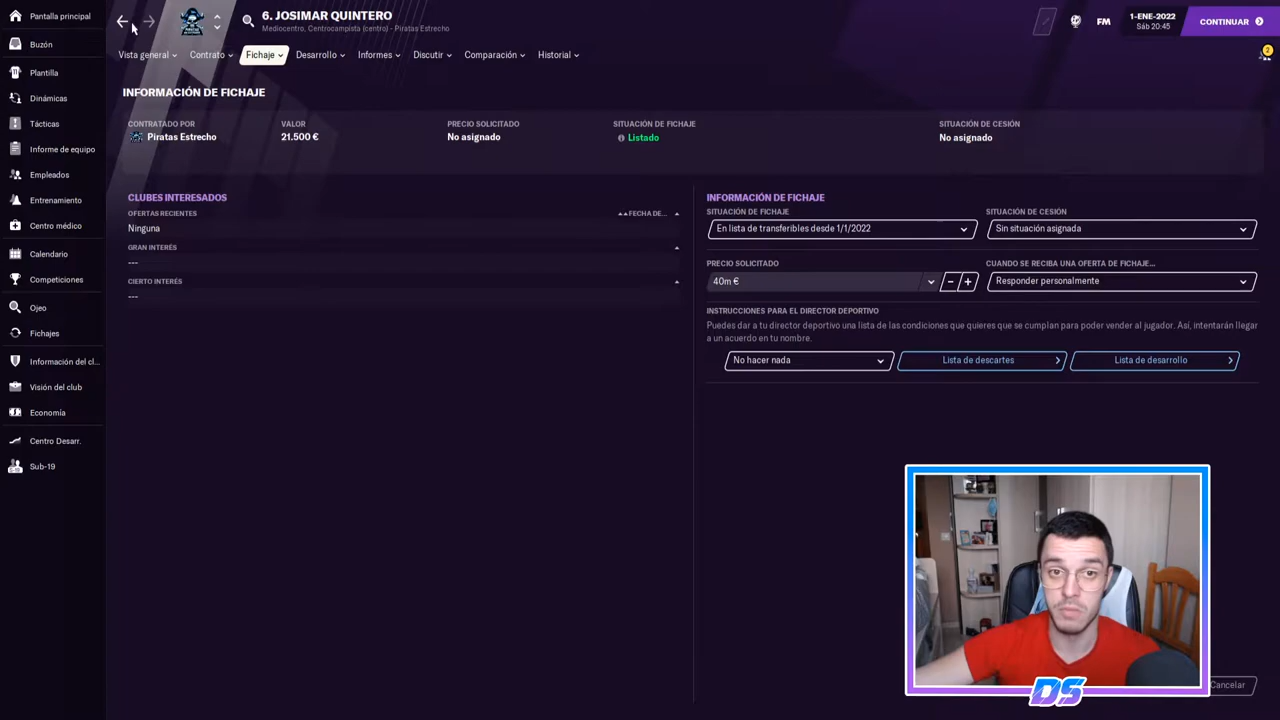 Pantalla principal
Buzón
Plantilla
Dinámicas
Tácticas
Informe de equipo
Empleados
Entrenamiento
Centro médico
Calendario
Competiciones
Ojeo
Fichajes
Información del cl...
Visión del club
Economía
Centro Desarr.
Sub-19
6. JOSIMAR QUINTERO
Mediocentro, Centrocampista (centro) - Piratas Estrecho
FM
1-ENE-2022
Sáb 20:45
CONTINUAR
2
Vista general
Contrato
Fichaje
Desarrollo
Informes
Discutir
Comparación
Historial
INFORMACIÓN DE FICHAJE
CONTRATADO POR
Piratas Estrecho
VALOR
21.500 €
PRECIO SOLICITADO
No asignado
SITUACIÓN DE FICHAJE
Listado
SITUACIÓN DE CESIÓN
No asignado
CLUBES INTERESADOS
OFERTAS RECIENTES
FECHA DE...
Ninguna
GRAN INTERÉS
---
CIERTO INTERÉS
---
INFORMACIÓN DE FICHAJE
SITUACIÓN DE FICHAJE
En lista de transferibles desde 1/1/2022
SITUACIÓN DE CESIÓN
Sin situación asignada
PRECIO SOLICITADO
40m €
CUANDO SE RECIBA UNA OFERTA DE FICHAJE...
Responder personalmente
INSTRUCCIONES PARA EL DIRECTOR DEPORTIVO
Puedes dar a tu director deportivo una lista de las condiciones que quieres que se cumplan para poder vender al jugador. Así, intentarán llegar
a un acuerdo en tu nombre.
No hacer nada
Lista de descartes
Lista de desarrollo
Cancelar
DS